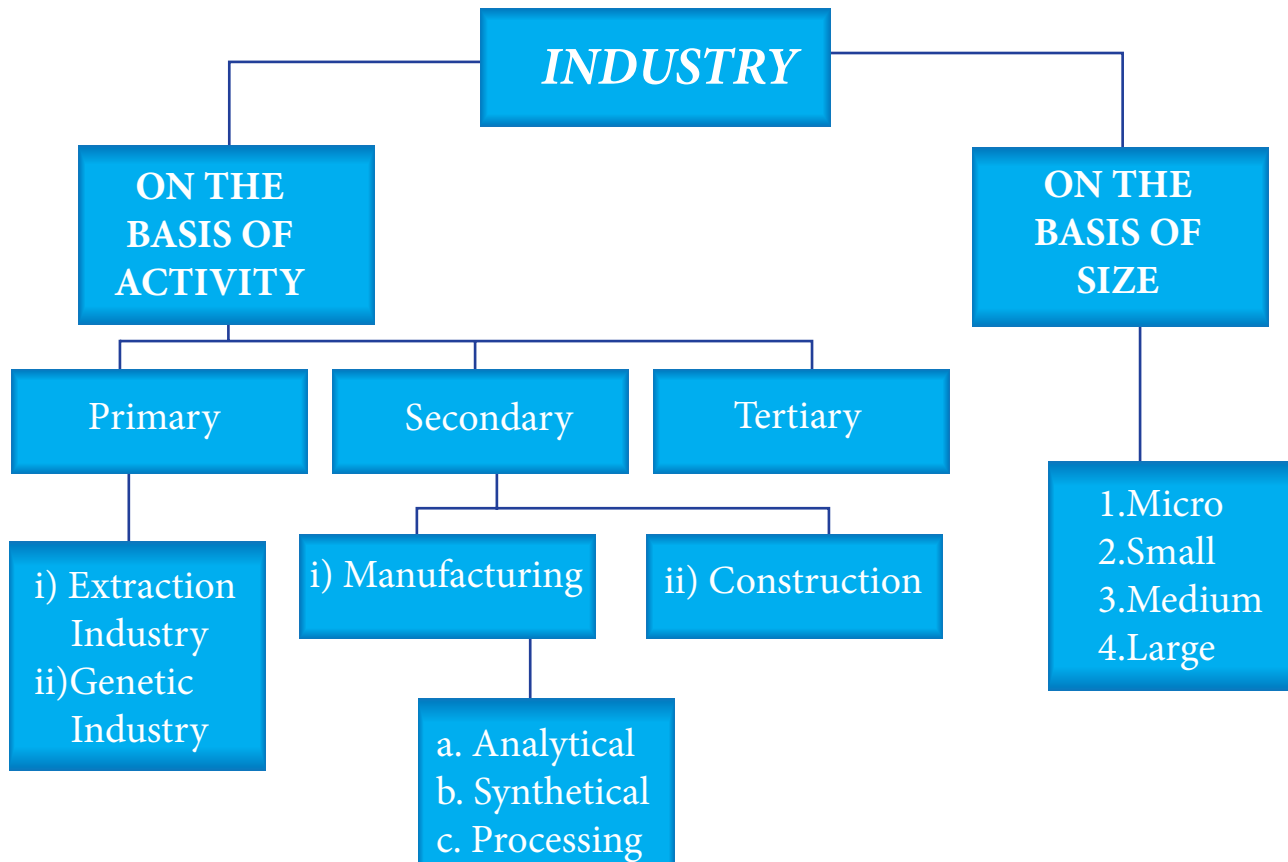 INDUSTRY
ON THE
BASIS OF
ACTIVITY
ON THE
BASIS OF
SIZE
Primary
Secondary
Tertiary
i) Extraction
Industry
ii)Genetic
Industry
i) Manufacturing
ii) Construction
1.Micro
2.Small
3.Medium
4.Large
a. Analytical
b. Synthetical
c. Processing